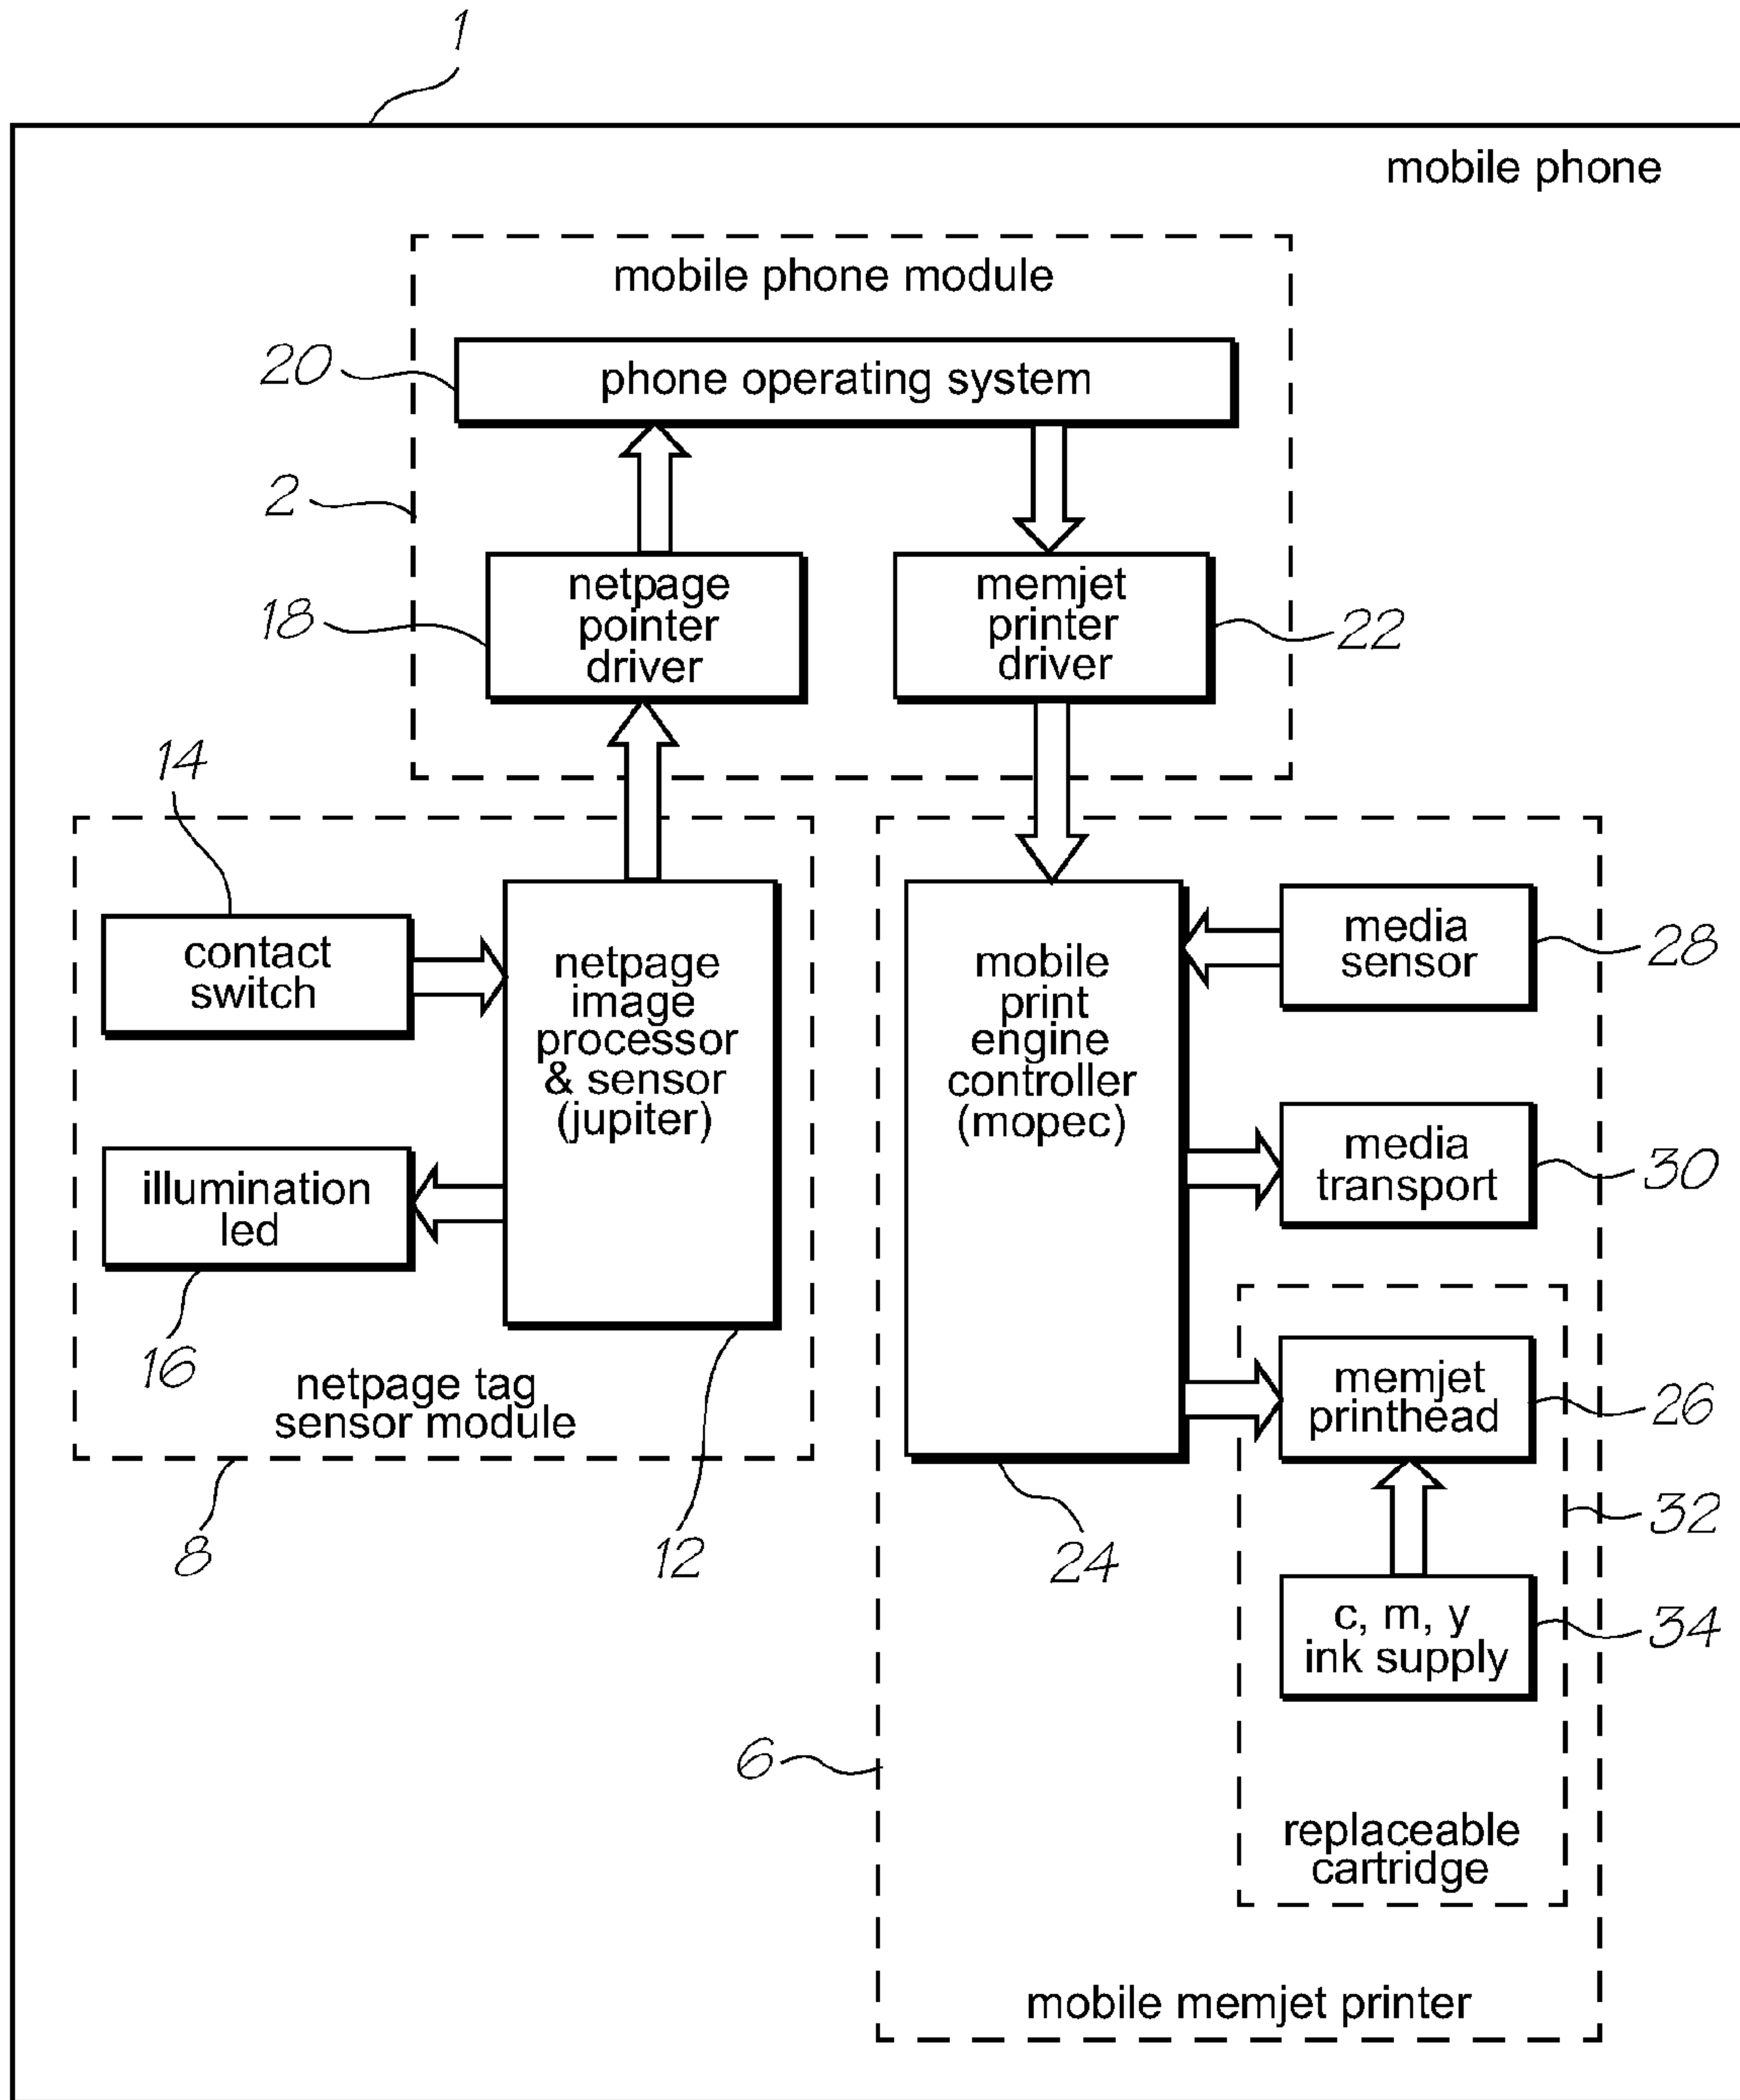 1
mobile phone
mobile phone module
20
phone operating system
2
netpage
pointer
driver
18
memjet
printer
driver
22
14
contact
switch
netpage
image
processor
& sensor
(jupiter)
illumination
led
16
netpage tag
sensor module
8
12
mobile
print
engine
controller
(mopec)
media
sensor
28
media
transport
30
memjet
printhead
26
32
24
c, m, y
ink supply
34
6
replaceable
cartridge
mobile memjet printer